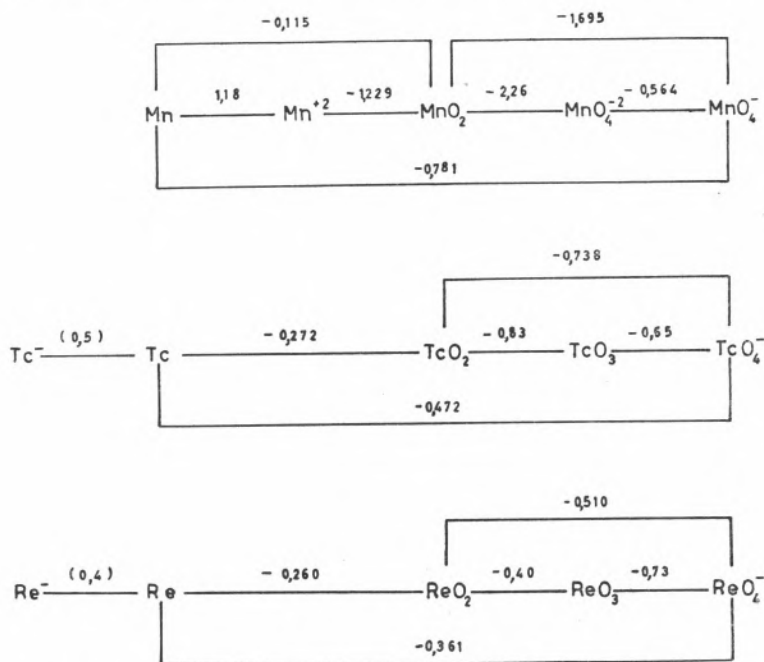 -0,115 -1,695
1,18 -1,229 -2,26 -0,564
Mn Mn⁺² MnO₂ MnO₄⁻² MnO₄⁻
-0,781
-0,738
(0,5) -0,272 -0,83 -0,65
Tc⁻ Tc TcO₂ TcO₃ TcO₄⁻
-0,472
-0,510
(0,4) -0,260 -0,40 -0,73
Re⁻ Re ReO₂ ReO₃ ReO₄⁻
-0,361